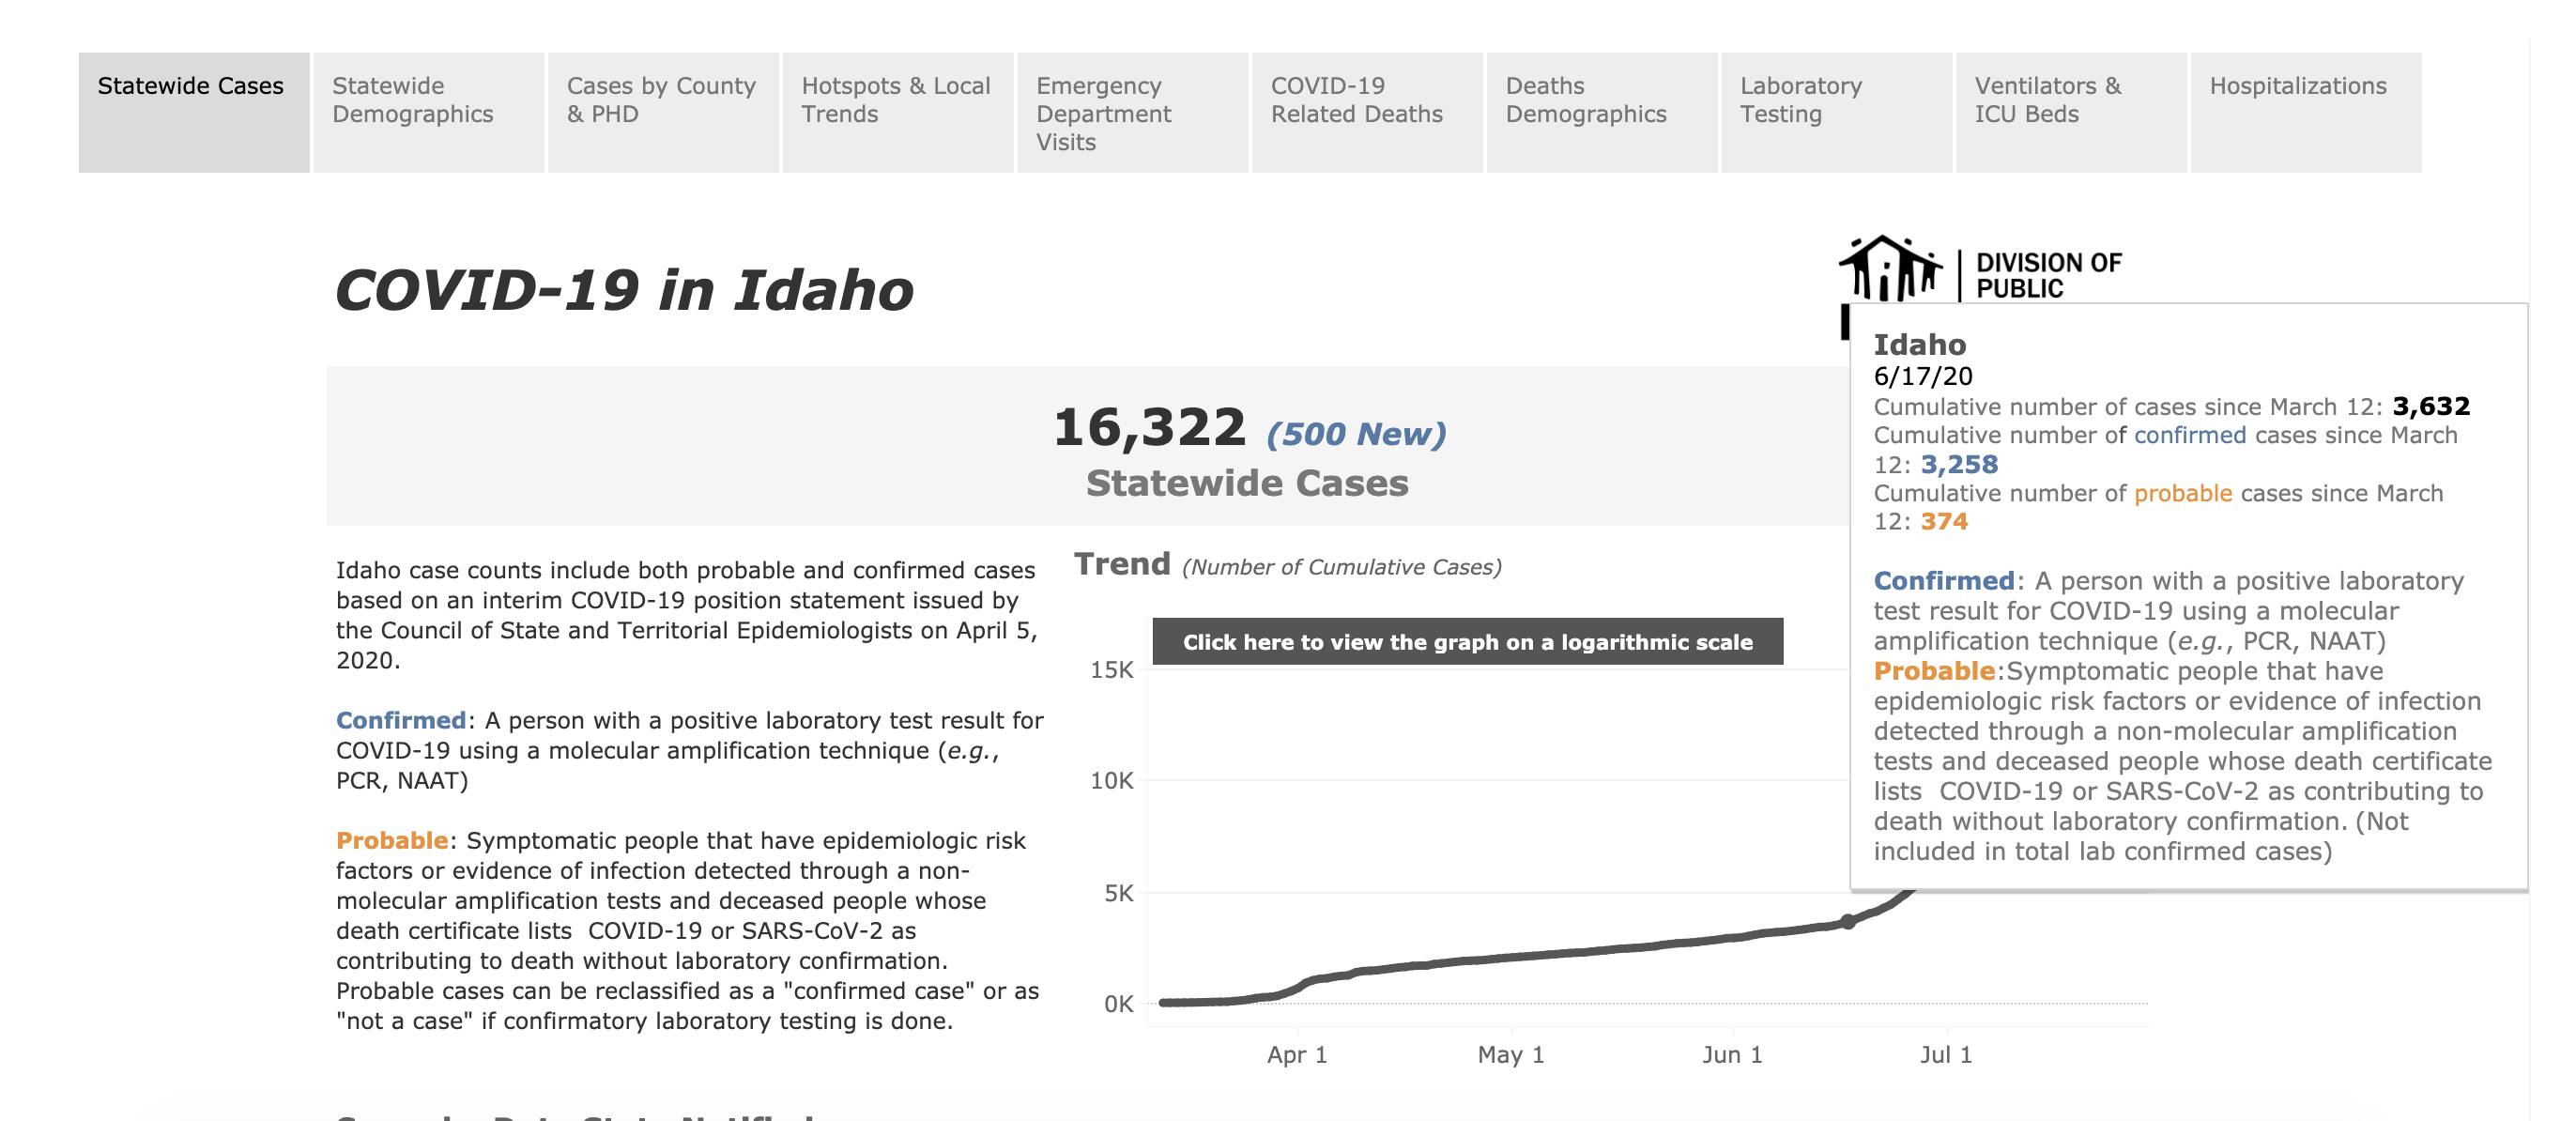 Statewide Cases
Statewide
Demographics
Cases by County
& PHD
Hotspots & Local
Trends
Emergency
Department
Visits
COVID-19
Related Deaths
Deaths
Demographics
Laboratory
Testing
Ventilators &
ICU Beds
Hospitalizations
COVID-19 in Idaho
DIVISION OF
PUBLIC
16,322 (500 New)
Statewide Cases
Idaho case counts include both probable and confirmed cases
based on an interim COVID-19 position statement issued by
the Council of State and Territorial Epidemiologists on April 5,
2020.
Confirmed: A person with a positive laboratory test result for
COVID-19 using a molecular amplification technique (e.g.,
PCR, NAAT)
Probable: Symptomatic people that have epidemiologic risk
factors or evidence of infection detected through a non-
molecular amplification tests and deceased people whose
death certificate lists  COVID-19 or SARS-CoV-2 as
contributing to death without laboratory confirmation.
Probable cases can be reclassified as a "confirmed case" or as
"not a case" if confirmatory laboratory testing is done.
Trend (Number of Cumulative Cases)
Click here to view the graph on a logarithmic scale
15K
10K
5K
0K
Apr 1
May 1
Jun 1
Jul 1
Idaho
6/17/20
Cumulative number of cases since March 12: 3,632
Cumulative number of confirmed cases since March
12: 3,258
Cumulative number of probable cases since March
12: 374
Confirmed: A person with a positive laboratory
test result for COVID-19 using a molecular
amplification technique (e.g., PCR, NAAT)
Probable:Symptomatic people that have
epidemiologic risk factors or evidence of infection
detected through a non-molecular amplification
tests and deceased people whose death certificate
lists  COVID-19 or SARS-CoV-2 as contributing to
death without laboratory confirmation. (Not
included in total lab confirmed cases)